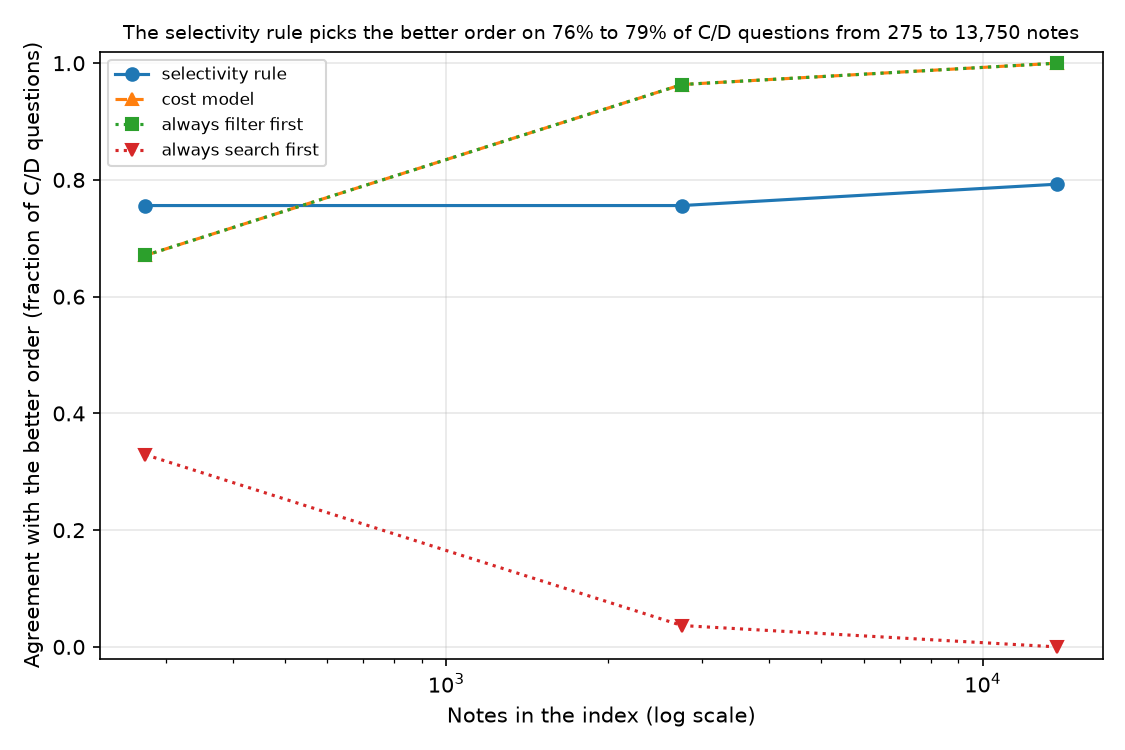 The selectivity rule picks the better order on 76% to 79% of C/D questions from 275 to 13,750 notes
Agreement with the better order (fraction of C/D questions)
1.0
0.8
0.6
0.4
0.2
0.0
selectivity rule
cost model
always filter first
always search first
10³
10⁴
Notes in the index (log scale)